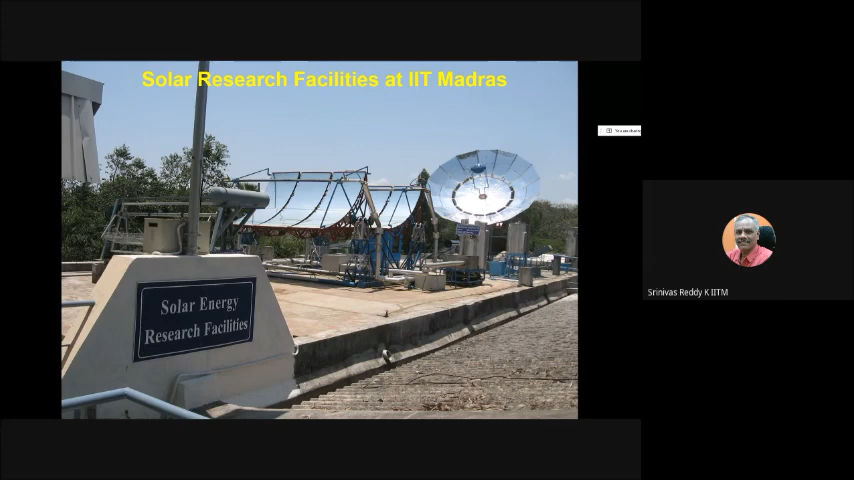 Solar Research Facilities at IIT Madras
Solar Energy
Research Facilities
Srinivas Reddy K IITM